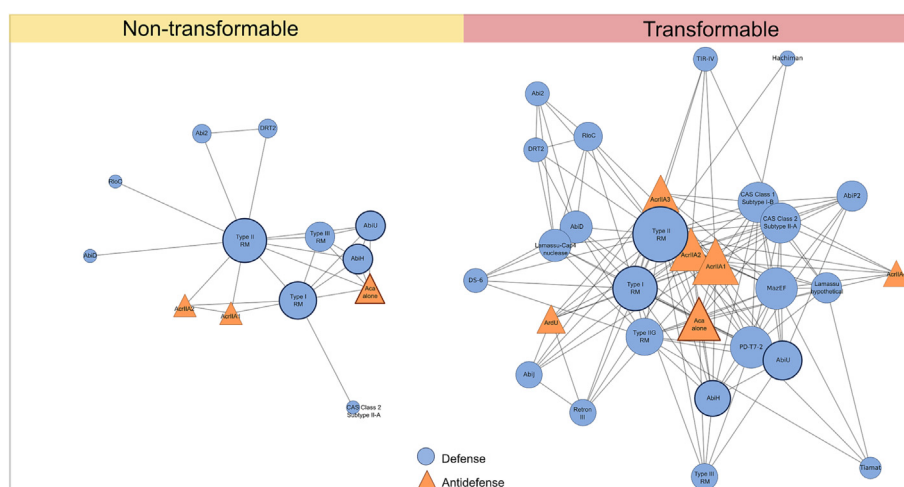 Non-transformable
Transformable
Abi2
DRT2
RloC
AbiD
Type II
RM
Type III
RM
AbiU
AbiH
Type I
RM
Aca
alone
AcrIIA2
AcrIIA1
CAS Class 2
Subtype II-A
TIR-IV
Hachiman
Abi2
DRT2
RloC
AcrIIA3
CAS Class 1
Subtype I-B
AbiP2
AbiD
Type II
RM
CAS Class 2
Subtype II-A
Lamassu-Cap4
nuclease
AcrIIA2
AcrIIA1
DS-6
Type I
RM
MazEF
Lamassu
hypothetical
Aca
alone
Type IIG
RM
PD-T7-2
AbiU
AbiJ
AbiH
Retron
III
Type III
RM
Tiamat
Defense
Antidefense